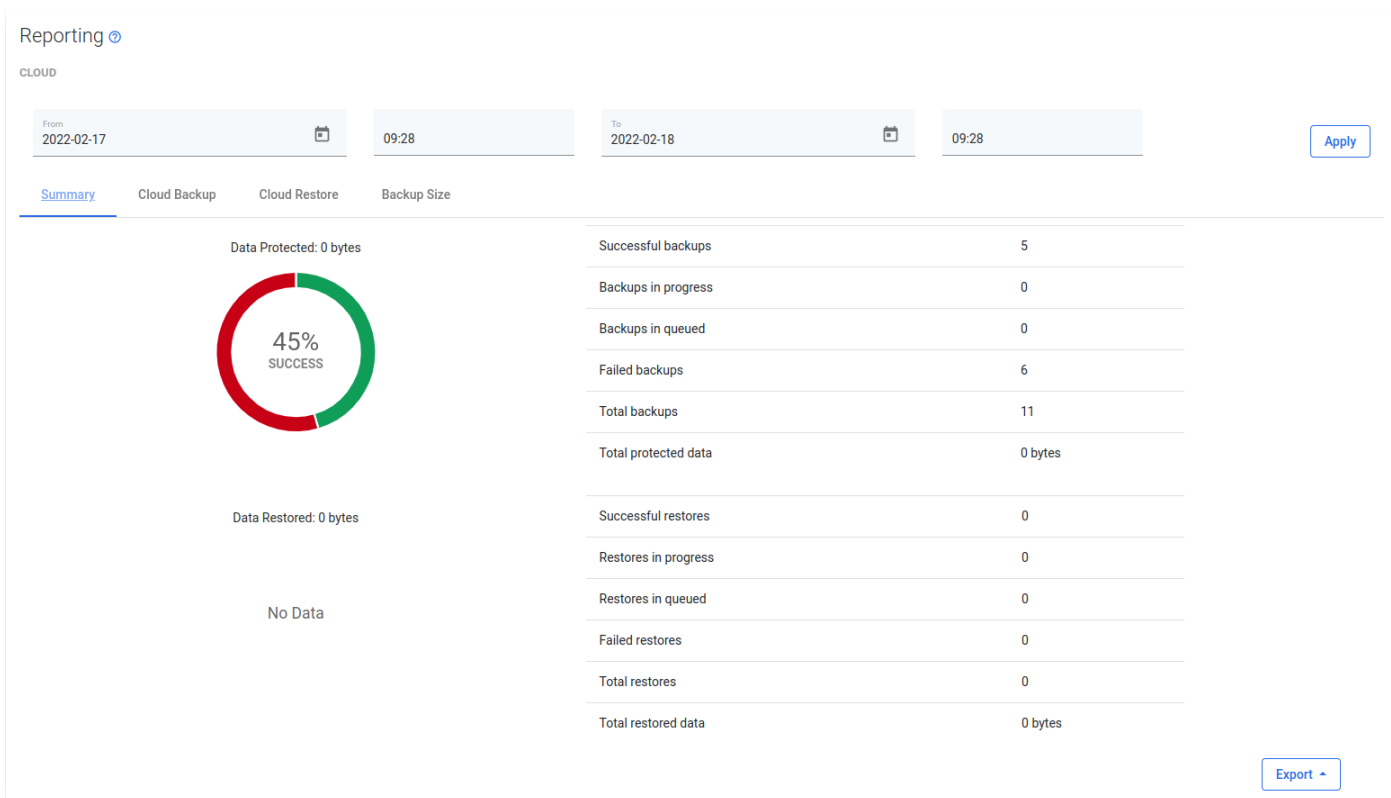 Reporting
CLOUD
From
2022-02-17
09:28
To
2022-02-18
09:28
Apply
Summary Cloud Backup Cloud Restore Backup Size
Data Protected: 0 bytes
45%
SUCCESS
Successful backups 5
Backups in progress 0
Backups in queued 0
Failed backups 6
Total backups 11
Total protected data 0 bytes
Data Restored: 0 bytes
No Data
Successful restores 0
Restores in progress 0
Restores in queued 0
Failed restores 0
Total restores 0
Total restored data 0 bytes
Export